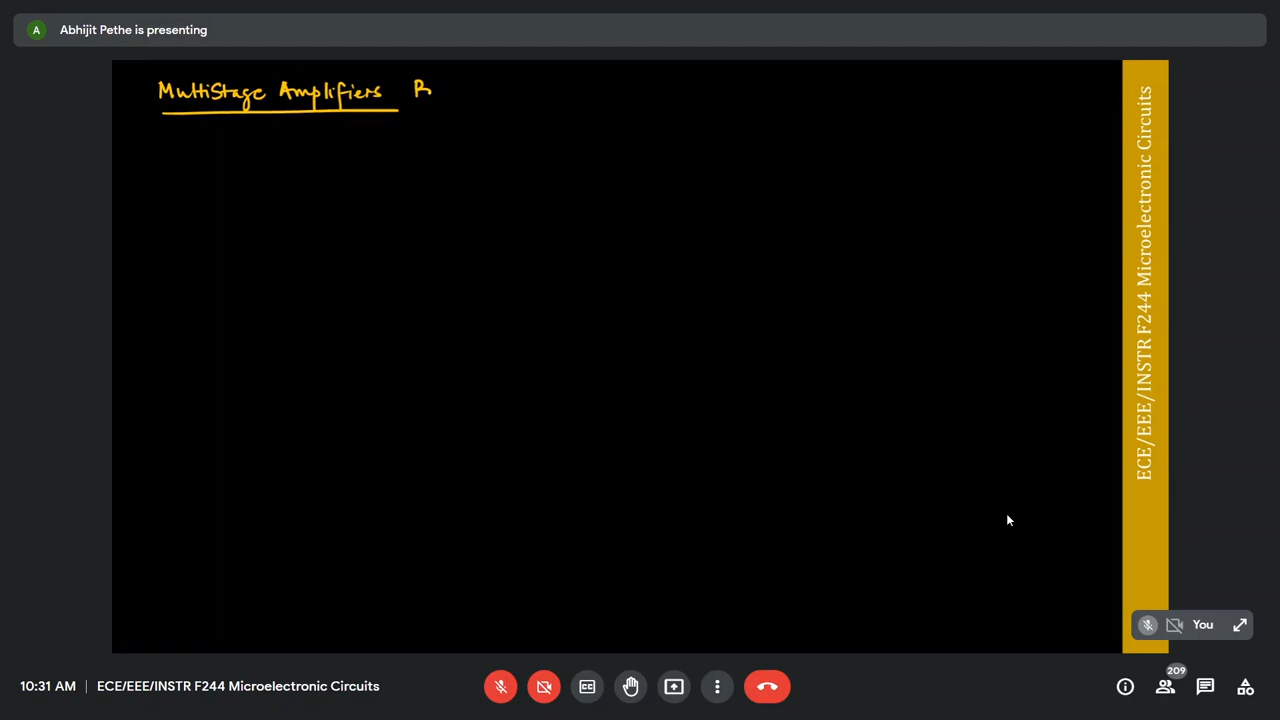 A Abhijit Pethe is presenting
MultiStage Amplifiers R
ECE/EEE/INSTR F244 Microelectronic Circuits
You
209
10:31 AM | ECE/EEE/INSTR F244 Microelectronic Circuits
CC